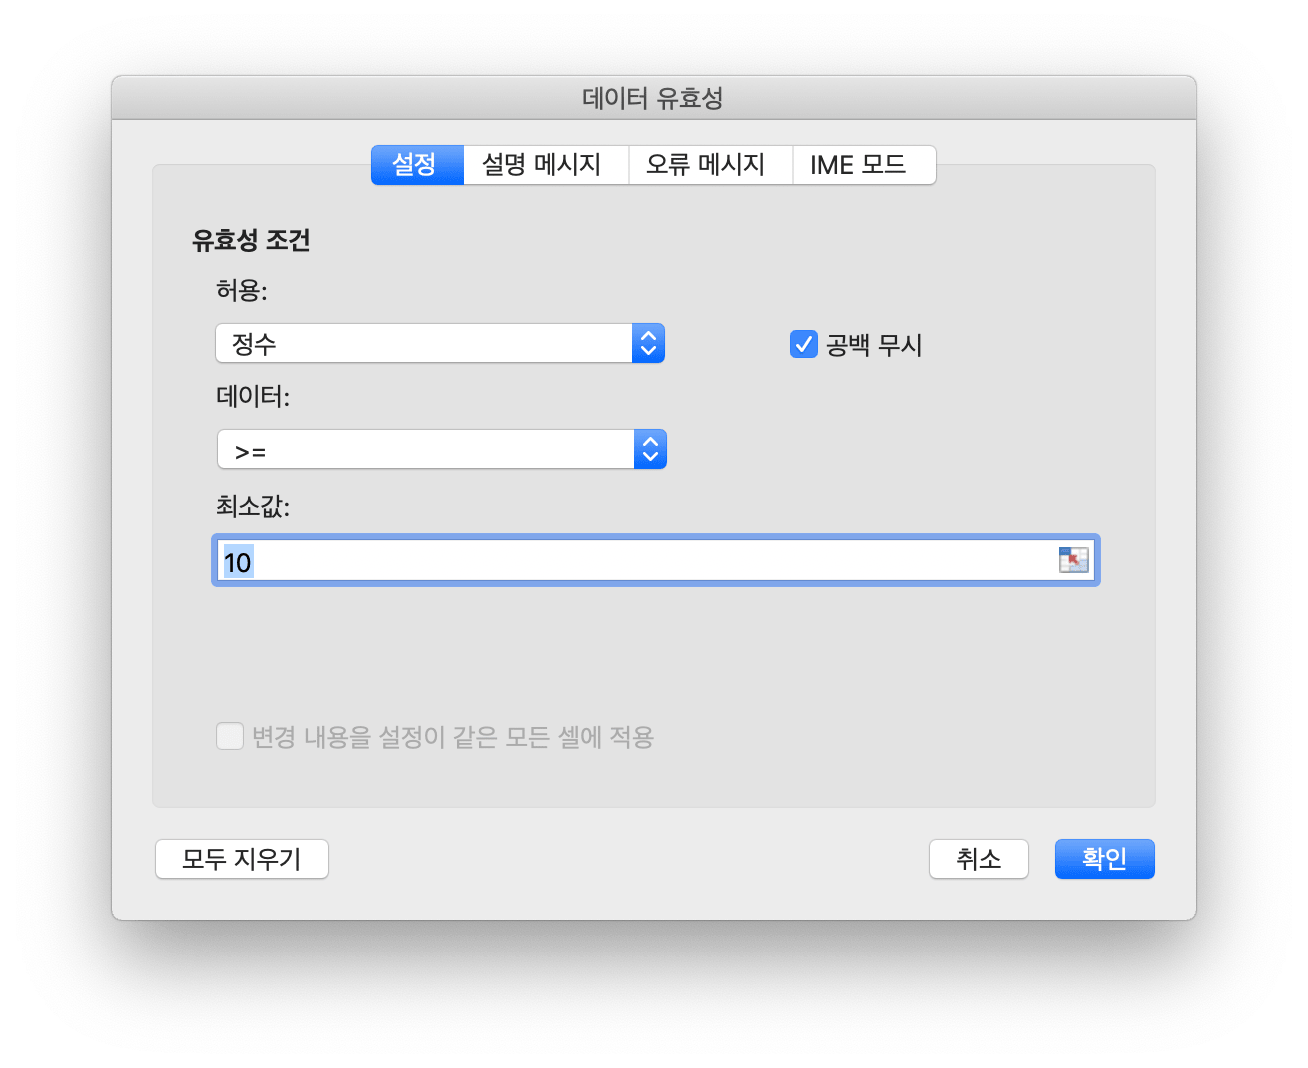 데이터 유효성
설정 설명 메시지 오류 메시지 IME 모드
유효성 조건
허용:
정수 공백 무시
데이터:
>=
최소값:
10
변경 내용을 설정이 같은 모든 셀에 적용
모두 지우기 취소 확인